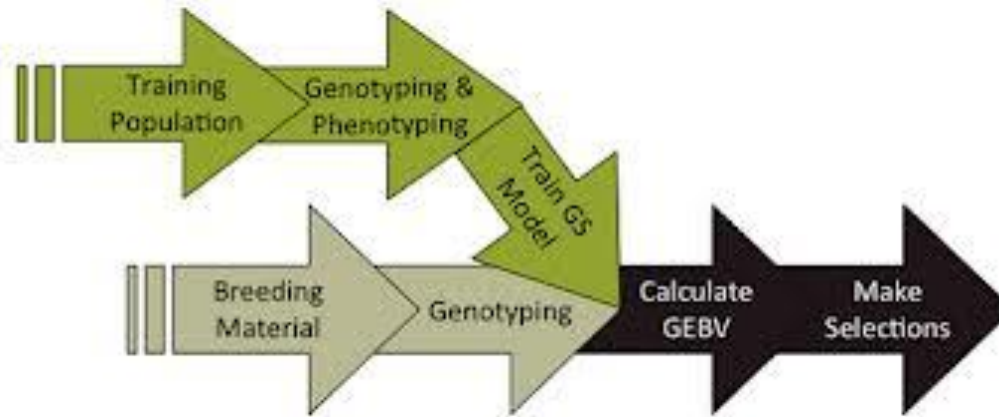 Training
Population
Genotyping &
Phenotyping
Train GS
Model
Breeding
Material
Genotyping
Calculate
GEBV
Make
Selections